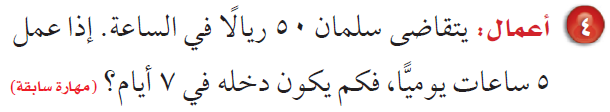 ٤ أعمال: يتقاضى سلمان ٥٠ ريالًا في الساعة. إذا عمل
٥ ساعات يوميًّا، فكم يكون دخله في ٧ أيام؟ (مهارة سابقة)